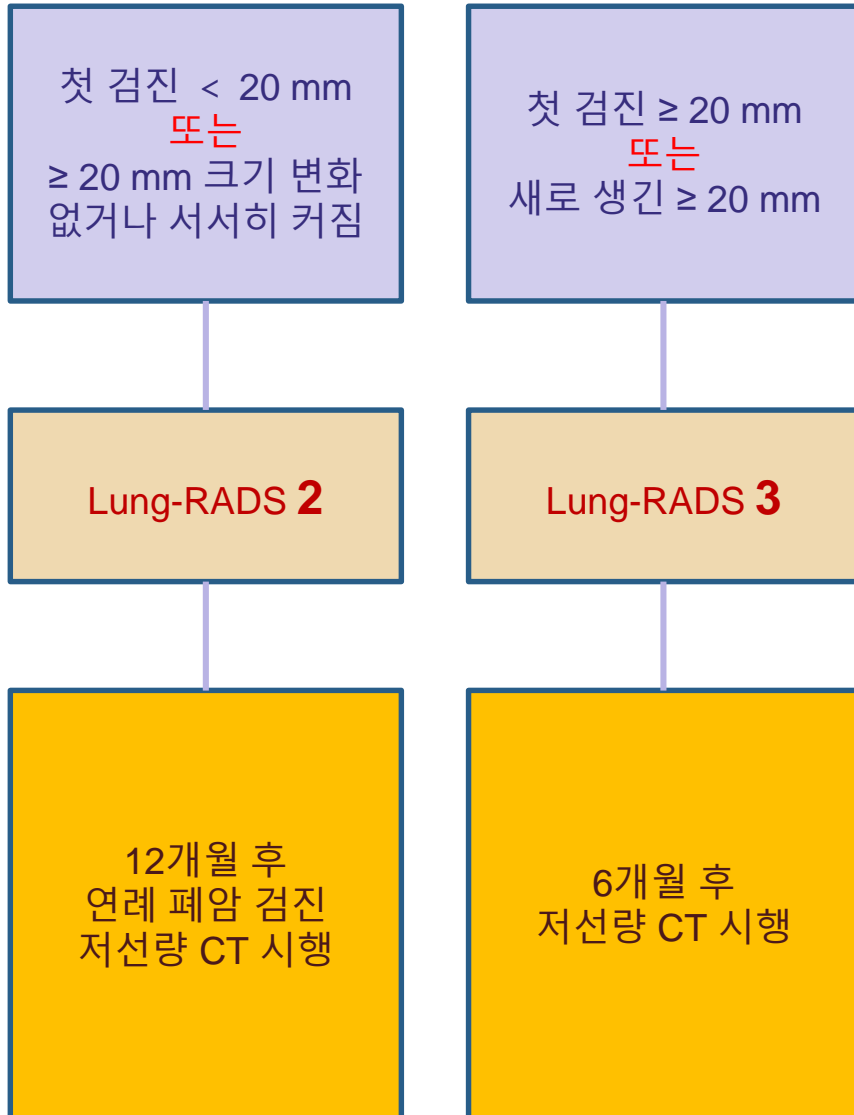 첫 검진 < 20 mm
또는
≥ 20 mm 크기 변화
없거나 서서히 커짐
Lung-RADS 2
12개월 후
연례 폐암 검진
저선량 CT 시행
첫 검진 ≥ 20 mm
또는
새로 생긴 ≥ 20 mm
Lung-RADS 3
6개월 후
저선량 CT 시행